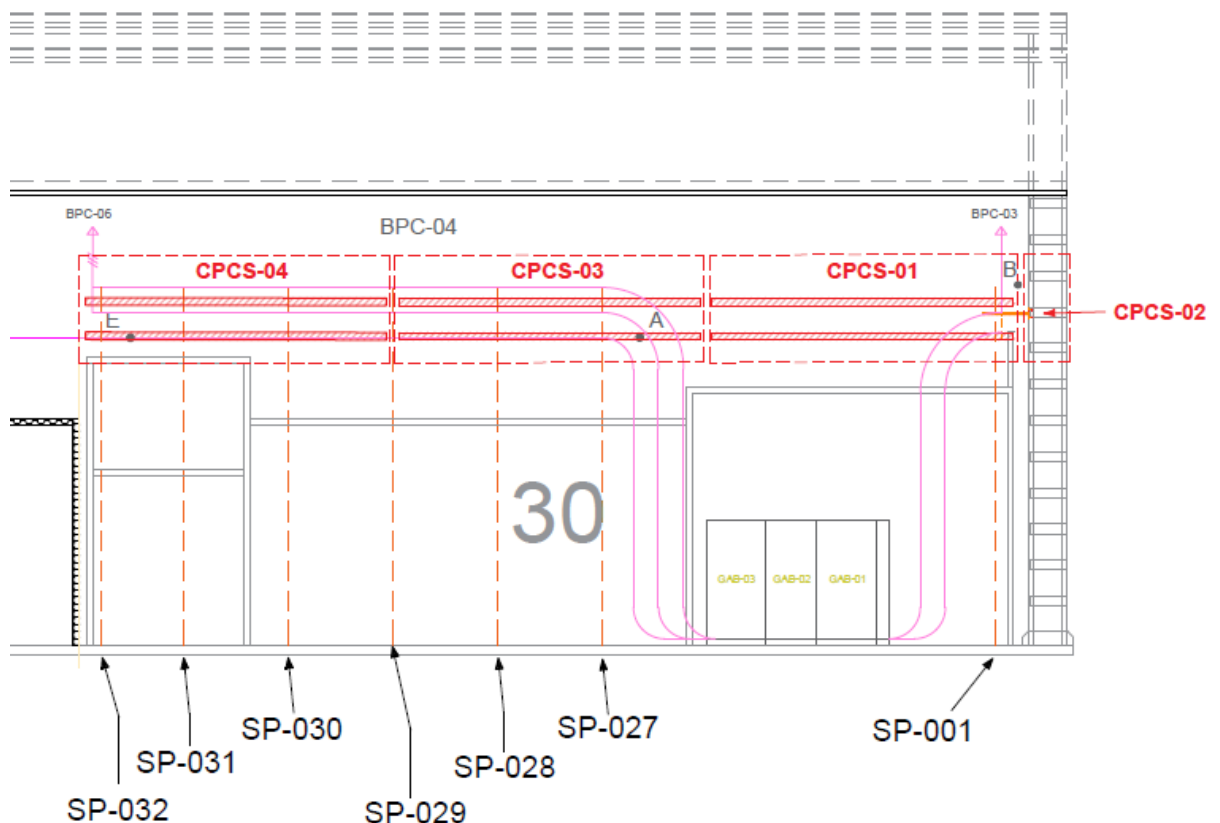 BPC-06
BPC-04
BPC-03
CPCS-04
CPCS-03
CPCS-01
B
CPCS-02
E
A
30
GAB-03
GAB-02
GAB-01
SP-027
SP-001
SP-030
SP-031
SP-028
SP-032
SP-029